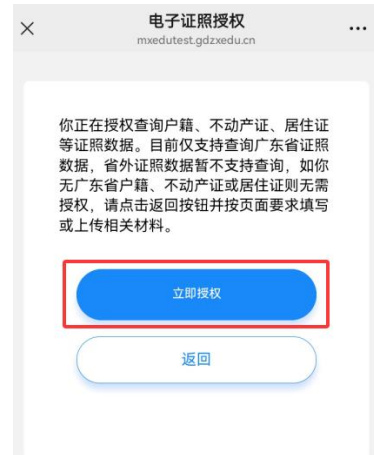 电子证照授权
mxedutest.gdzxedu.cn
你正在授权查询户籍、不动产证、居住证
等证照数据。目前仅支持查询广东省证照
数据，省外证照数据暂不支持查询，如你
无广东省户籍、不动产证或居住证则无需
授权，请点击返回按钮并按页面要求填写
或上传相关材料。
立即授权
返回